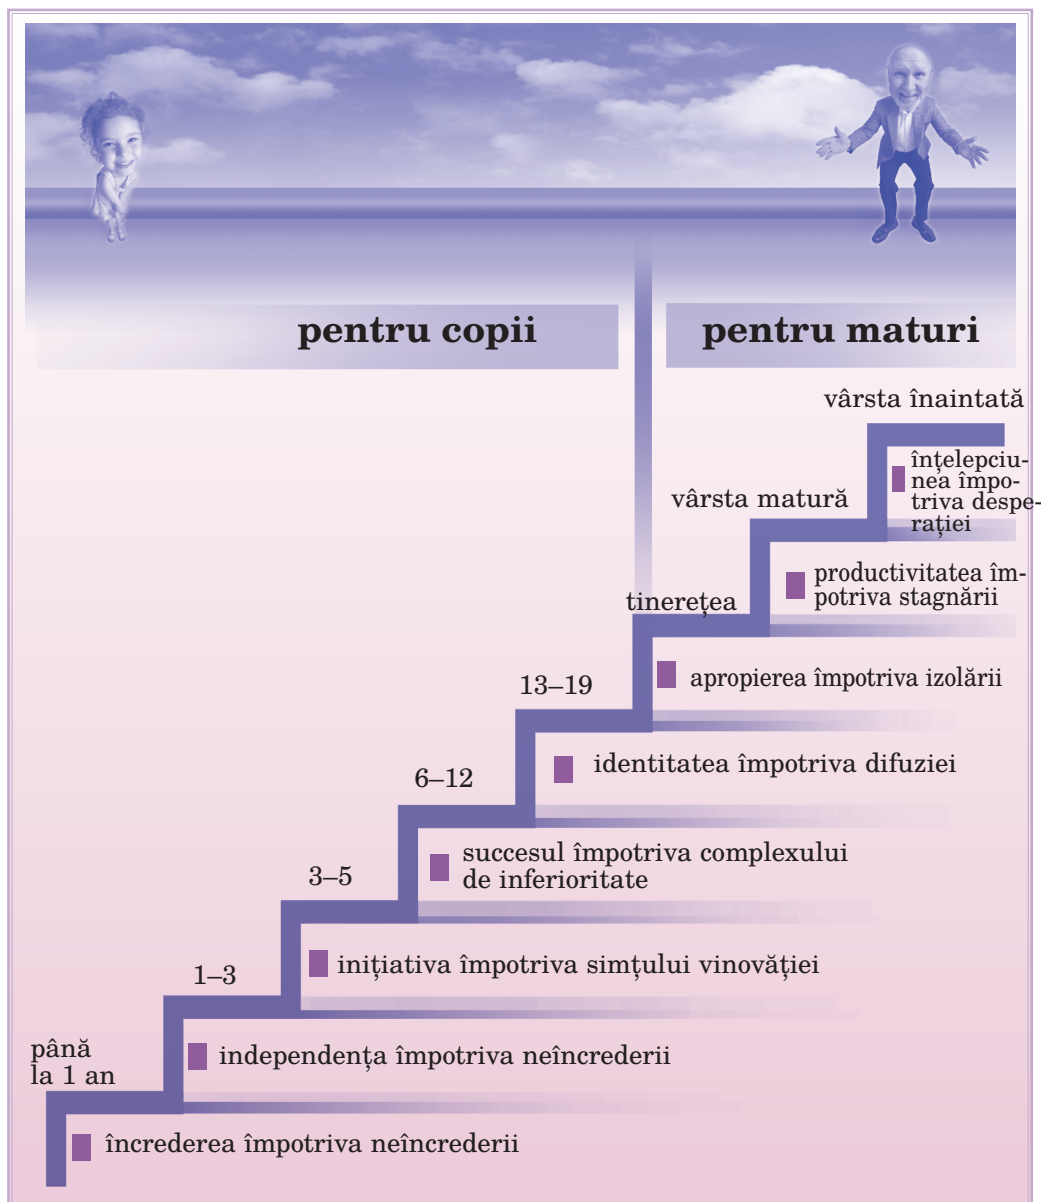 pentru copii
pentru maturi
vârsta înaintată
înțelepciu-
nea împo-
triva despe-
rației
vârsta matură
productivitatea îm-
potriva stagnării
tinerețea
apropierea împotriva izolării
13–19
identitatea împotriva difuziei
6–12
succesul împotriva complexului
de inferioritate
3–5
inițiativa împotriva simțului vinovăției
1–3
independența împotriva neîncrederii
până
la 1 an
încrederea împotriva neîncrederii